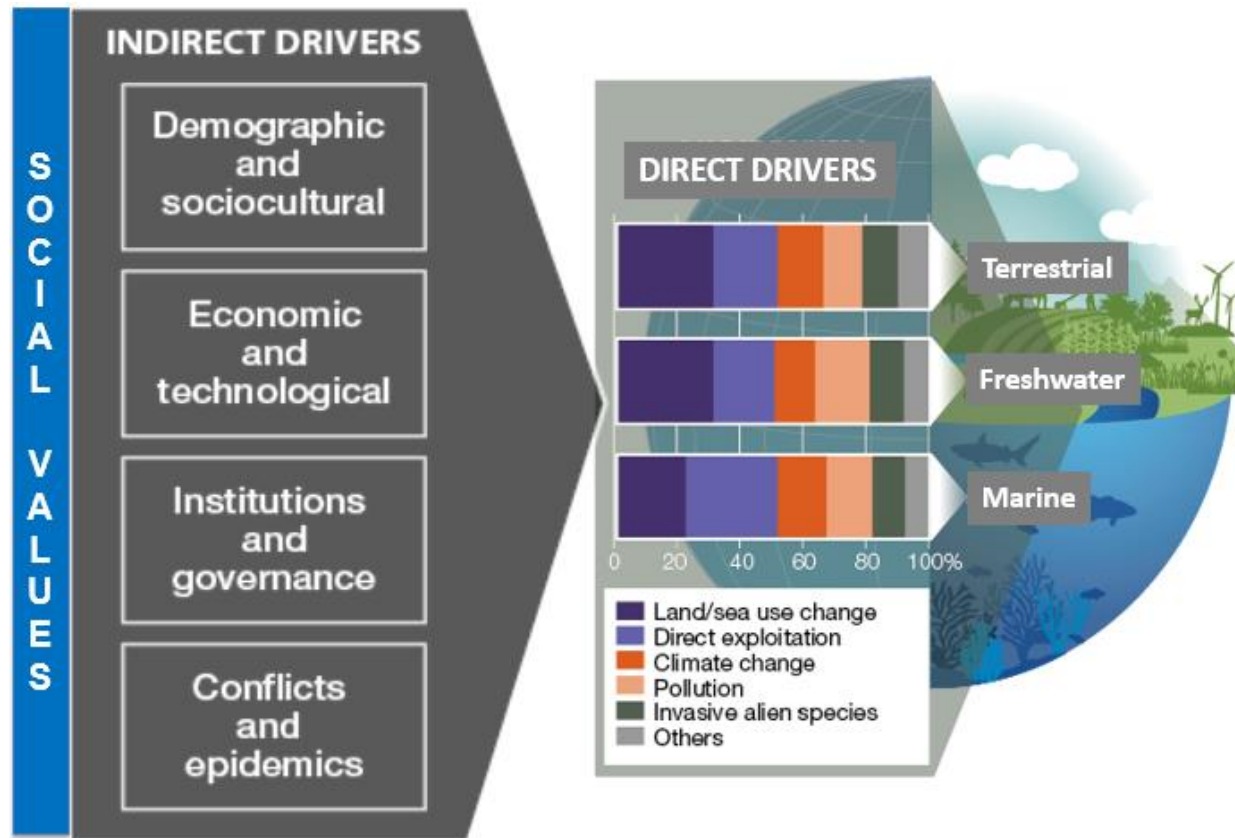 SOCIAL VALUES
INDIRECT DRIVERS
Demographic
and
sociocultural
Economic
and
technological
Institutions
and
governance
Conflicts
and
epidemics
DIRECT DRIVERS
Terrestrial
Freshwater
Marine
0 20 40 60 80 100%
Land/sea use change
Direct exploitation
Climate change
Pollution
Invasive alien species
Others